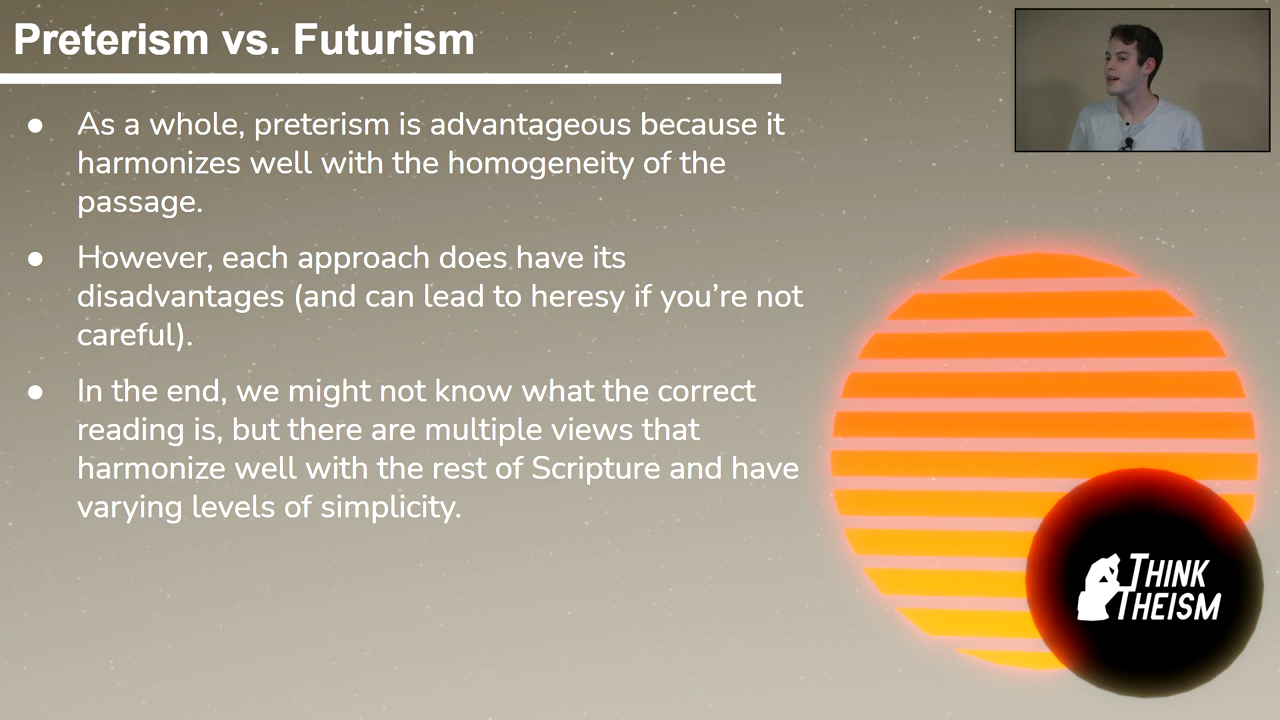 Preterism vs. Futurism
● As a whole, preterism is advantageous because it
harmonizes well with the homogeneity of the
passage.
● However, each approach does have its
disadvantages (and can lead to heresy if you’re not
careful).
● In the end, we might not know what the correct
reading is, but there are multiple views that
harmonize well with the rest of Scripture and have
varying levels of simplicity.
THINK
THEISM